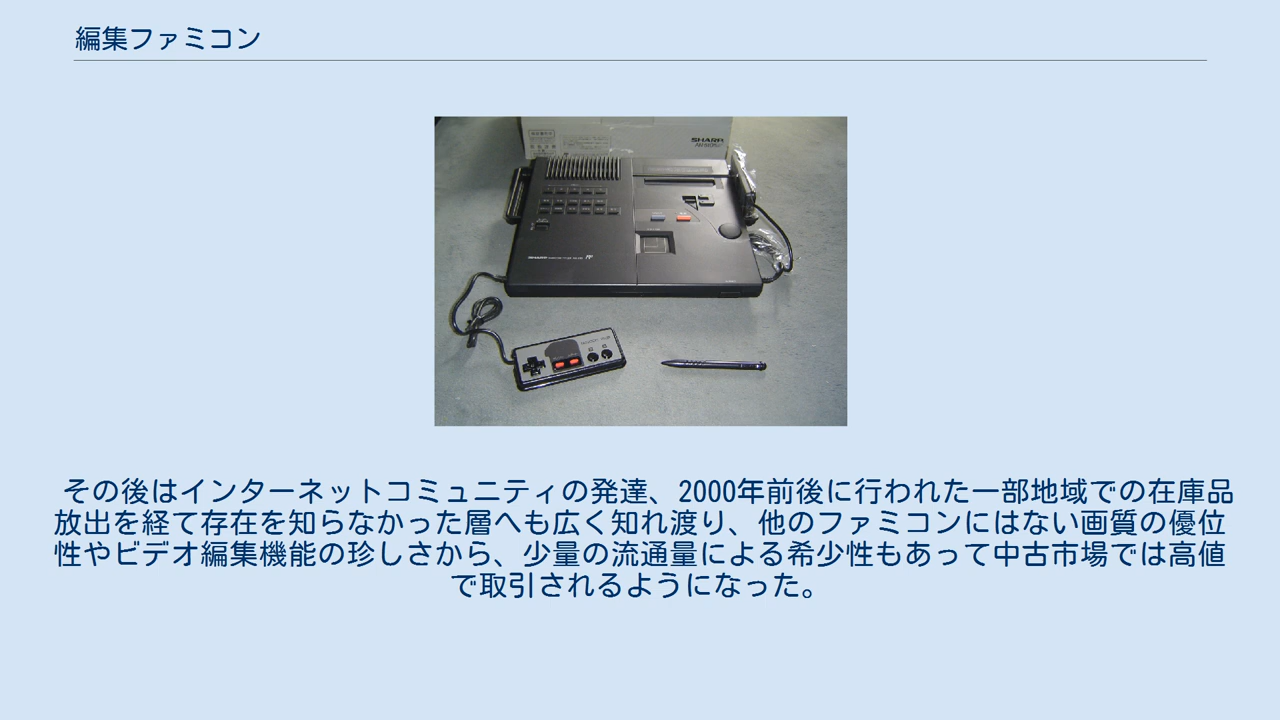 編集ファミコン
SHARP
SHARP
その後はインターネットコミュニティの発達、2000年前後に行われた一部地域での在庫品
放出を経て存在を知らなかった層へも広く知れ渡り、他のファミコンにはない画質の優位
性やビデオ編集機能の珍しさから、少量の流通量による希少性もあって中古市場では高値
で取引されるようになった。